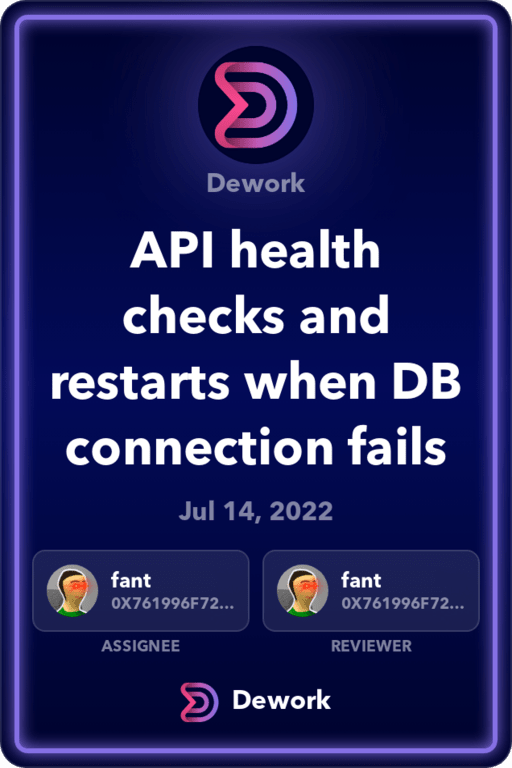 Dework
API health
checks and
restarts when DB
connection fails
Jul 14, 2022
fant
0X761996F72...
ASSIGNEE
fant
0X761996F72...
REVIEWER
Dework